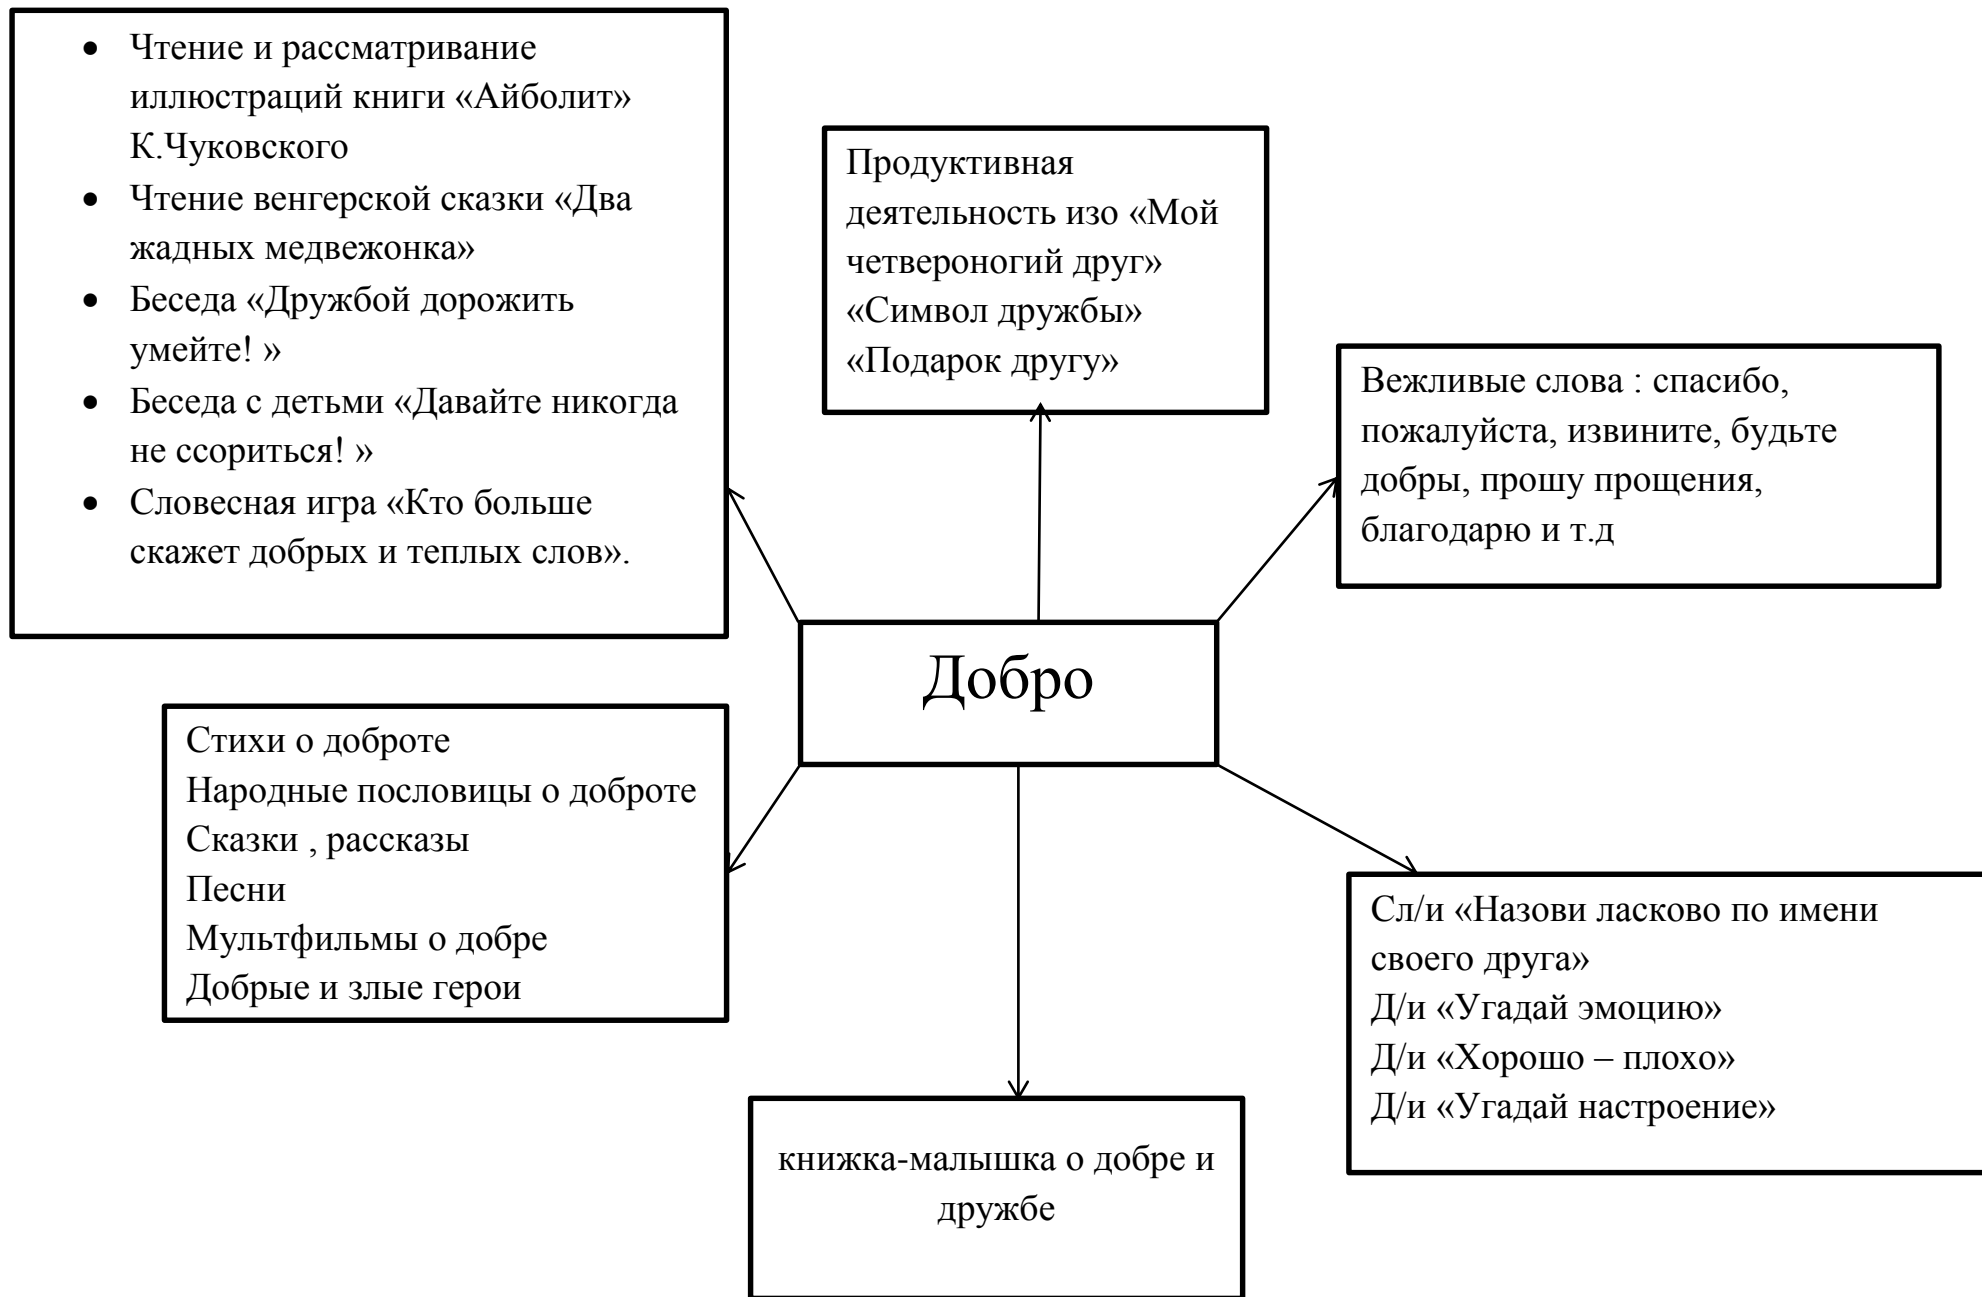 • Чтение и рассматривание
иллюстраций книги «Айболит»
К.Чуковского
• Чтение венгерской сказки «Два
жадных медвежонка»
• Беседа «Дружбой дорожить
умейте! »
• Беседа с детьми «Давайте никогда
не ссориться! »
• Словесная игра «Кто больше
скажет добрых и теплых слов».
Продуктивная
деятельность изо «Мой
четвероногий друг»
«Символ дружбы»
«Подарок другу»
Вежливые слова : спасибо,
пожалуйста, извините, будьте
добры, прошу прощения,
благодарю и т.д
Добро
Стихи о доброте
Народные пословицы о доброте
Сказки , рассказы
Песни
Мультфильмы о добре
Добрые и злые герои
книжка-малышка о добре и
дружбе
Сл/и «Назови ласково по имени
своего друга»
Д/и «Угадай эмоцию»
Д/и «Хорошо – плохо»
Д/и «Угадай настроение»